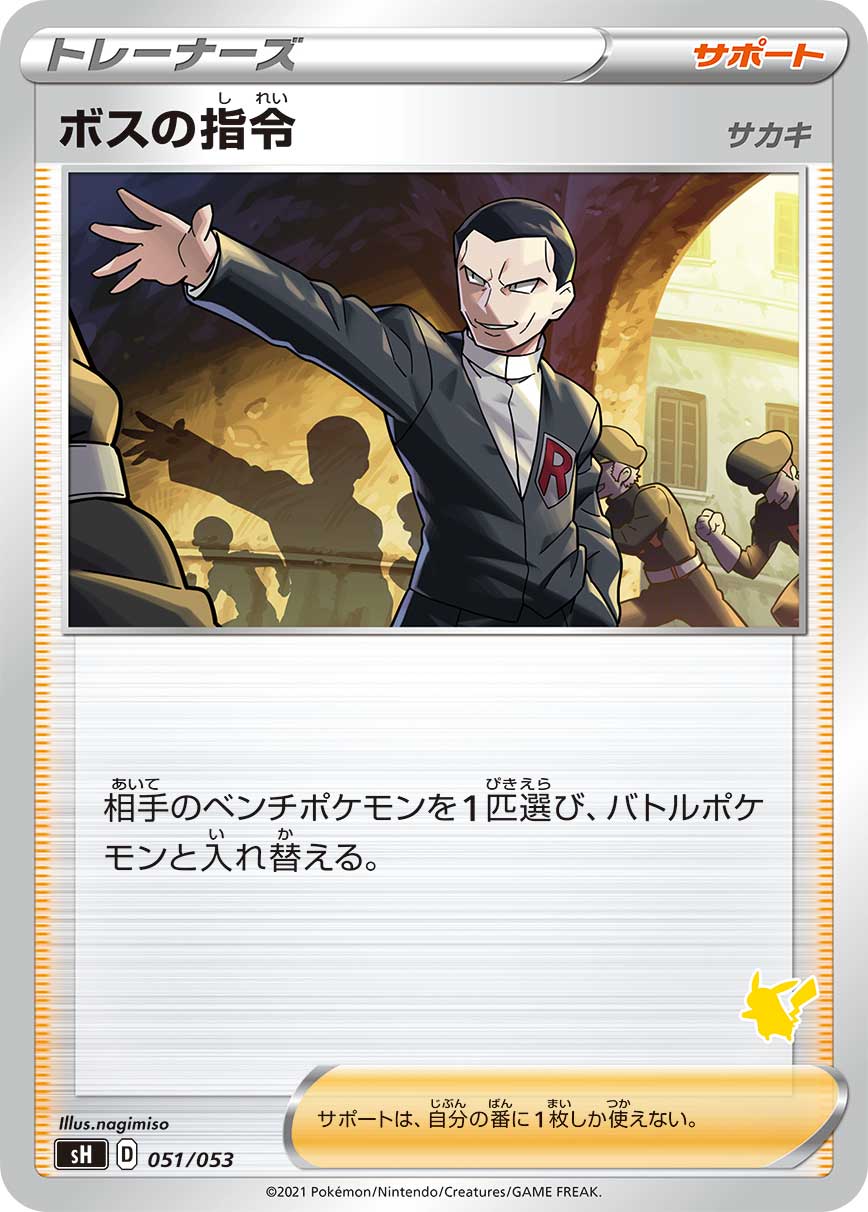 トレーナーズ サポート
し れい
ボスの指令 サカキ
R
あいて ぴきえら
相手のベンチポケモンを1匹選び、バトルポケ
い か
モンと入れ替える。
じぶん ばん まい つか
サポートは、自分の番に1枚しか使えない。
Illus.nagimiso
sH D 051/053
©2021 Pokémon/Nintendo/Creatures/GAME FREAK.